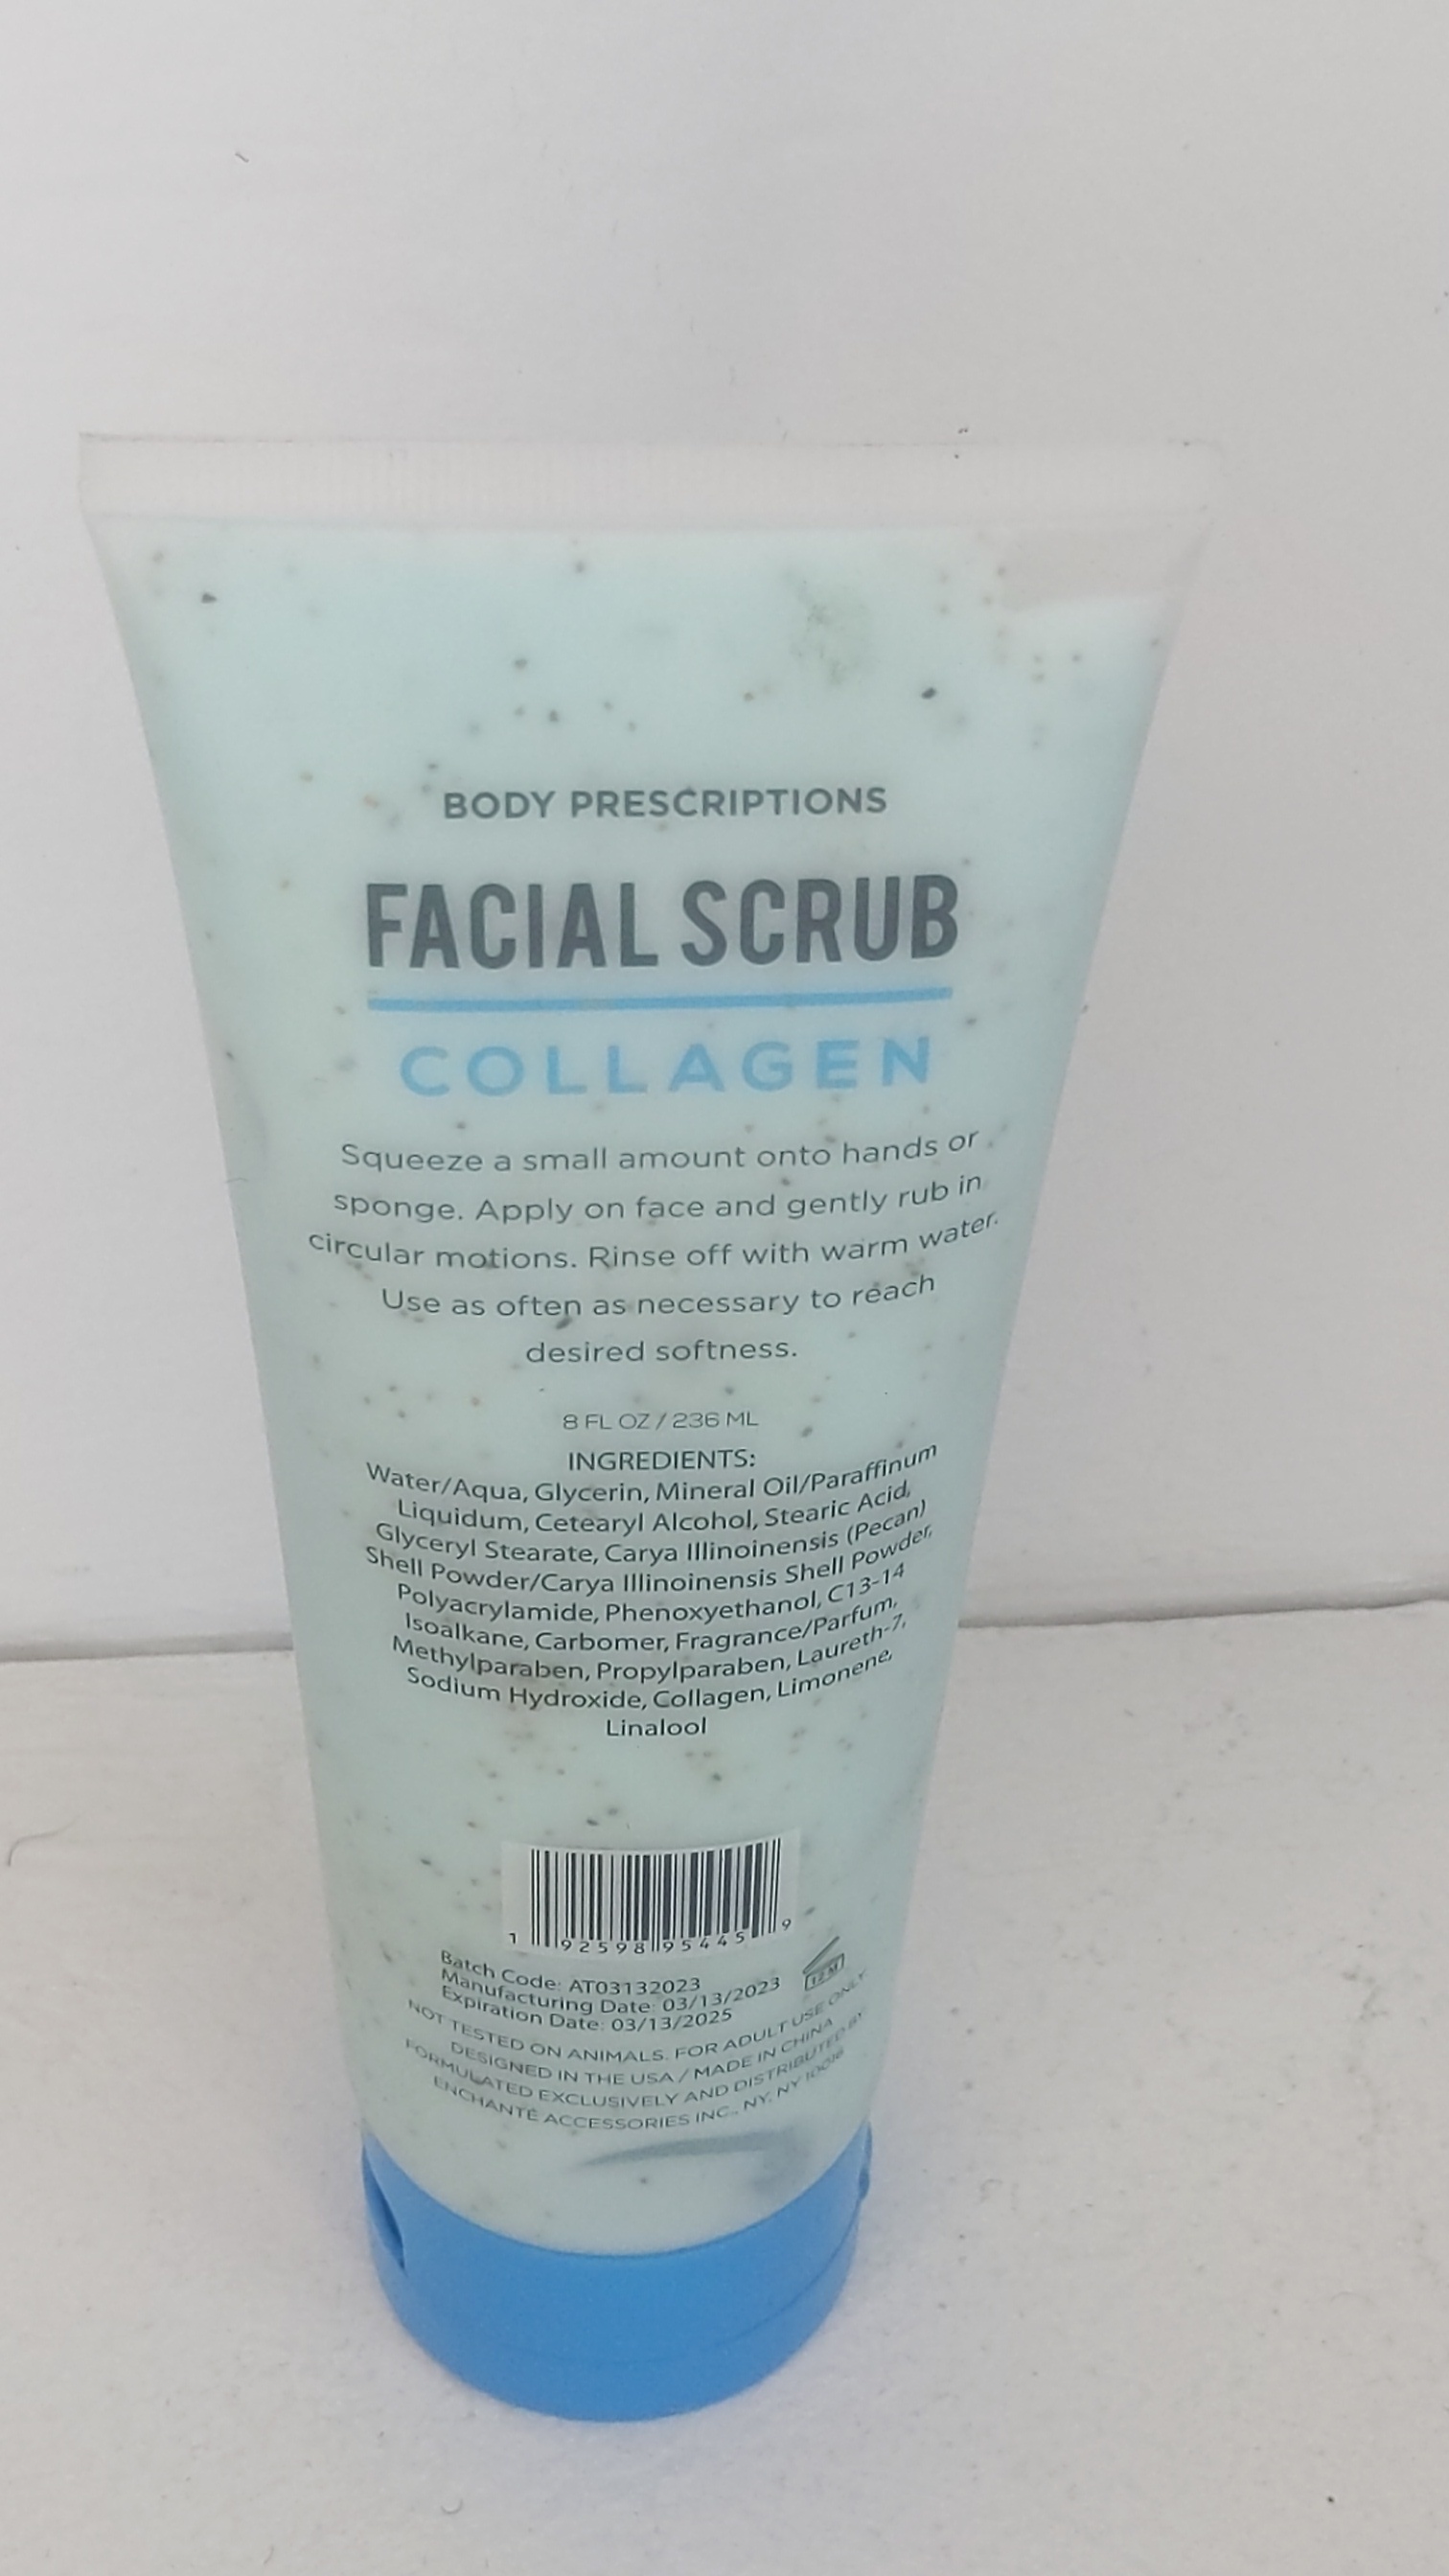 BODY PRESCRIPTIONS
FACIAL SCRUB
COLLAGEN
Squeeze a small amount onto hands or
sponge. Apply on face and gently rub in
circular motions. Rinse off with warm water.
Use as often as necessary to reach
desired softness.
8 FL OZ / 236 ML
INGREDIENTS:
Water/Aqua, Glycerin, Mineral Oil/Paraffinum
Liquidum, Cetearyl Alcohol, Stearic Acid,
Glyceryl Stearate, Carya Illinoinensis (Pecan)
Shell Powder/Carya Illinoinensis Shell Powder,
Polyacrylamide, Phenoxyethanol, C13-14
Isoalkane, Carbomer, Fragrance/Parfum,
Methylparaben, Propylparaben, Laureth-7,
Sodium Hydroxide, Collagen, Limonene,
Linalool
1 92598 95445 9
Batch Code: AT03132023
Manufacturing Date: 03/13/2023
Expiration Date: 03/13/2025
12 M
NOT TESTED ON ANIMALS. FOR ADULT USE ONLY.
DESIGNED IN THE USA / MADE IN CHINA
FORMULATED EXCLUSIVELY AND DISTRIBUTED BY
ENCHANTÉ ACCESSORIES INC., NY, NY 10016